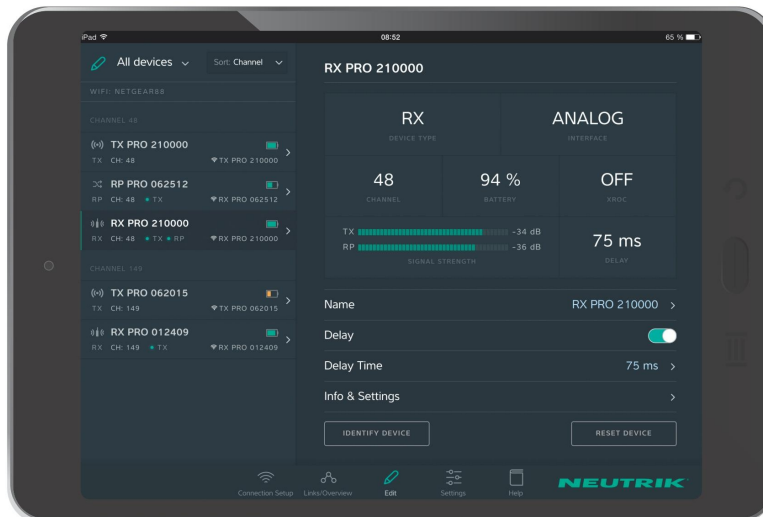 iPad 08:52 65 %
All devices Sort: Channel
WIFI: NETGEAR88
CHANNEL 48
TX PRO 210000
TX CH: 48 TX PRO 210000
RP PRO 062512
RP CH: 48 TX RX PRO 062512
RX PRO 210000
RX CH: 48 TX RP RX PRO 210000
CHANNEL 149
TX PRO 062015
TX CH: 149 TX PRO 062015
RX PRO 012409
RX CH: 149 TX RX PRO 012409
RX PRO 210000
RX ANALOG
DEVICE TYPE INTERFACE
48 94 % OFF
CHANNEL BATTERY XROC
TX -34 dB
RP -36 dB
SIGNAL STRENGTH
75 ms
DELAY
Name RX PRO 210000
Delay
Delay Time 75 ms
Info & Settings
IDENTIFY DEVICE RESET DEVICE
Connection Setup Links/Overview Edit Settings Help
NEUTRIK